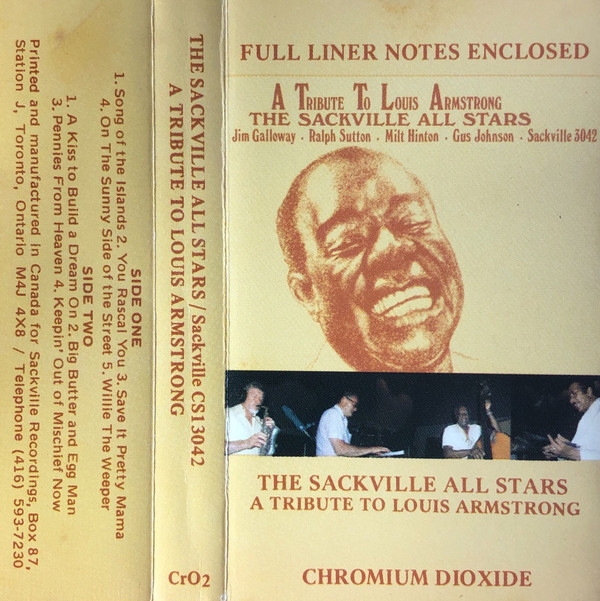 FULL LINER NOTES ENCLOSED
A TRIBUTE TO LOUIS ARMSTRONG
THE SACKVILLE ALL STARS
Jim Galloway · Ralph Sutton · Milt Hinton · Gus Johnson · Sackville 3042
THE SACKVILLE ALL STARS
A TRIBUTE TO LOUIS ARMSTRONG
CHROMIUM DIOXIDE
THE SACKVILLE ALL STARS/Sackville CS13042
A TRIBUTE TO LOUIS ARMSTRONG
CrO2
SIDE ONE
1. Song of the Islands 2. You Rascal You 3. Save It Pretty Mama
4. On The Sunny Side of the Street 5. Willie The Weeper
SIDE TWO
1. A Kiss to Build a Dream On 2. Big Butter and Egg Man
3. Pennies From Heaven 4. Keepin' Out of Mischief Now
Printed and manufactured in Canada for Sackville Recordings, Box 87,
Station J, Toronto, Ontario M4J 4X8 / Telephone (416) 593-7230